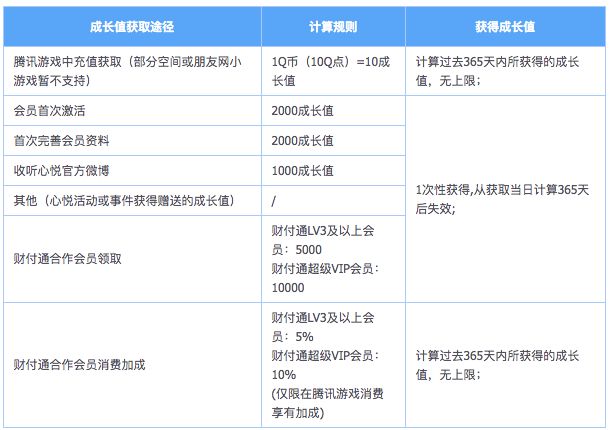 成长值获取途径
计算规则
获得成长值
腾讯游戏中充值获取（部分空间或朋友网小
游戏暂不支持）
1Q币（10Q点）=10成
长值
计算过去365天内所获得的成长
值，无上限；
会员首次激活
2000成长值
首次完善会员资料
2000成长值
收听心悦官方微博
1000成长值
其他（心悦活动或事件获得赠送的成长值）
/
1次性获得,从获取当日计算365天
后失效;
财付通合作会员领取
财付通LV3及以上会
员：5000
财付通超级VIP会员：
10000
财付通合作会员消费加成
财付通LV3及以上会
员：5%
财付通超级VIP会员：
10%
(仅限在腾讯游戏消费
享有加成)
计算过去365天内所获得的成长
值，无上限；